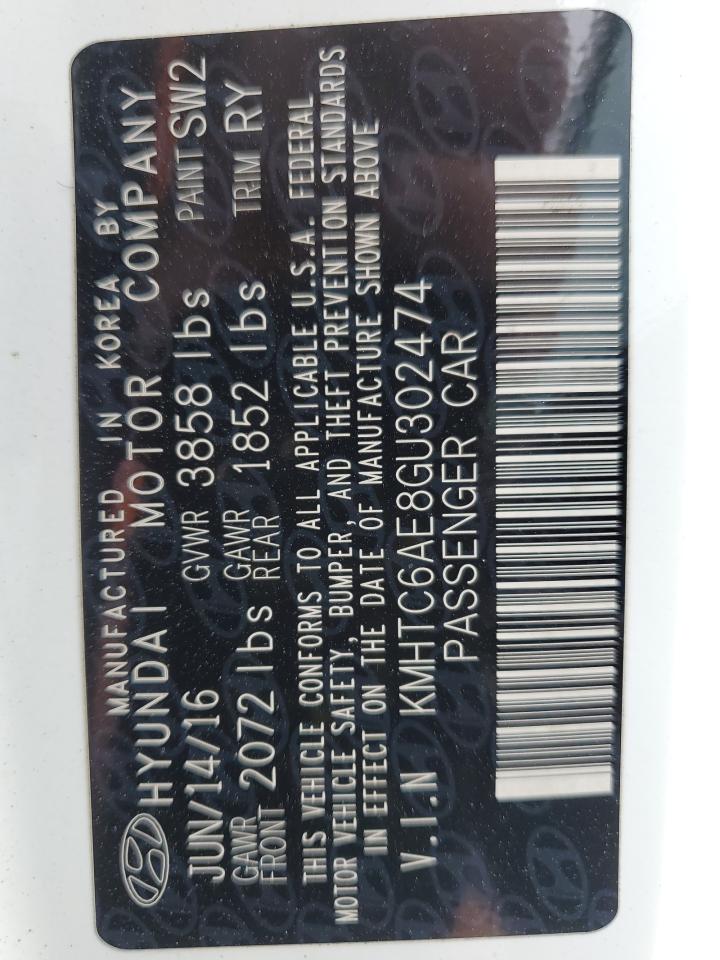 MANUFACTURED IN KOREA BY
HYUNDAI MOTOR COMPANY
JUN/14/16 GVWR 3858 lbs PAINT SW2
GAWR FRONT 2072 lbs GAWR REAR 1852 lbs TRIM RY
THIS VEHICLE CONFORMS TO ALL APPLICABLE U.S.A. FEDERAL
MOTOR VEHICLE SAFETY, BUMPER, AND THEFT PREVENTION STANDARDS
IN EFFECT ON THE DATE OF MANUFACTURE SHOWN ABOVE
V.I.N KMHTC6AE8GU302474
PASSENGER CAR